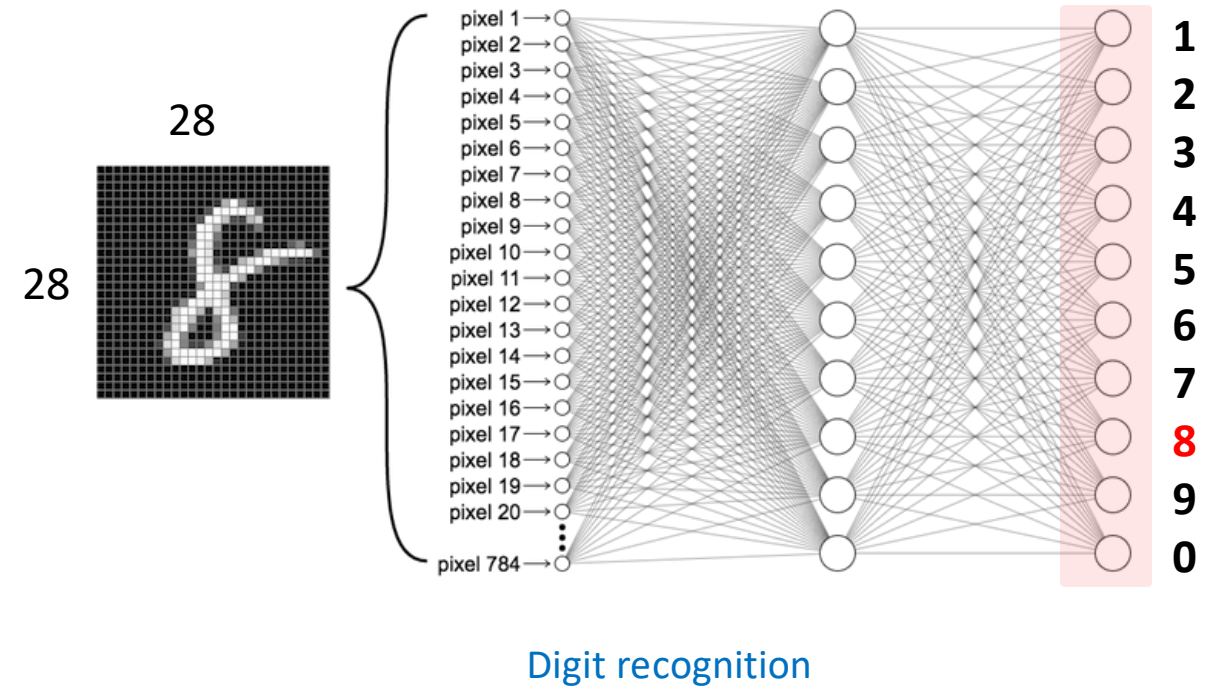 28
28
pixel 1
pixel 2
pixel 3
pixel 4
pixel 5
pixel 6
pixel 7
pixel 8
pixel 9
pixel 10
pixel 11
pixel 12
pixel 13
pixel 14
pixel 15
pixel 16
pixel 17
pixel 18
pixel 19
pixel 20
pixel 784
8
1
2
3
4
5
6
7
8
9
0
Digit recognition